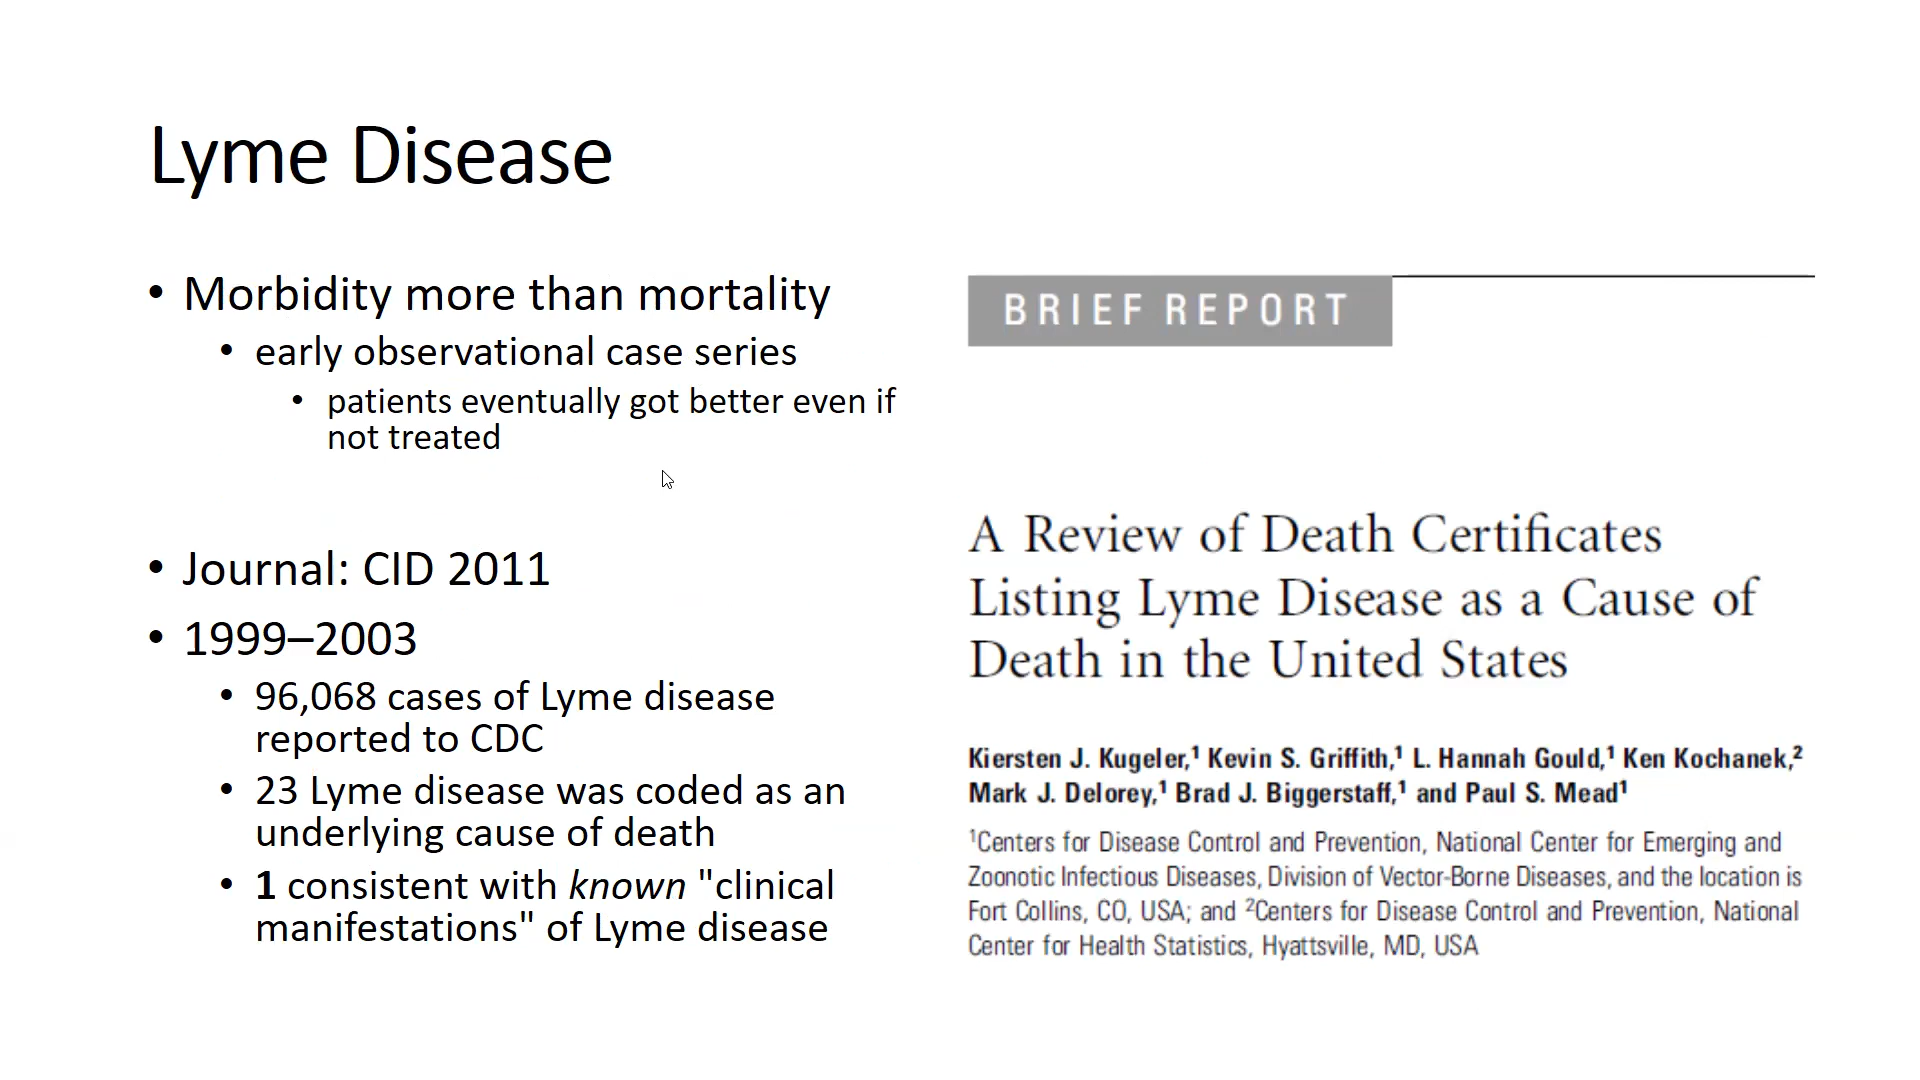 Lyme Disease
• Morbidity more than mortality
• early observational case series
• patients eventually got better even if
not treated
• Journal: CID 2011
• 1999–2003
• 96,068 cases of Lyme disease
reported to CDC
• 23 Lyme disease was coded as an
underlying cause of death
• 1 consistent with known "clinical
manifestations" of Lyme disease
BRIEF REPORT
A Review of Death Certificates
Listing Lyme Disease as a Cause of
Death in the United States
Kiersten J. Kugeler,¹ Kevin S. Griffith,¹ L. Hannah Gould,¹ Ken Kochanek,²
Mark J. Delorey,¹ Brad J. Biggerstaff,¹ and Paul S. Mead¹
¹Centers for Disease Control and Prevention, National Center for Emerging and
Zoonotic Infectious Diseases, Division of Vector-Borne Diseases, and the location is
Fort Collins, CO, USA; and ²Centers for Disease Control and Prevention, National
Center for Health Statistics, Hyattsville, MD, USA